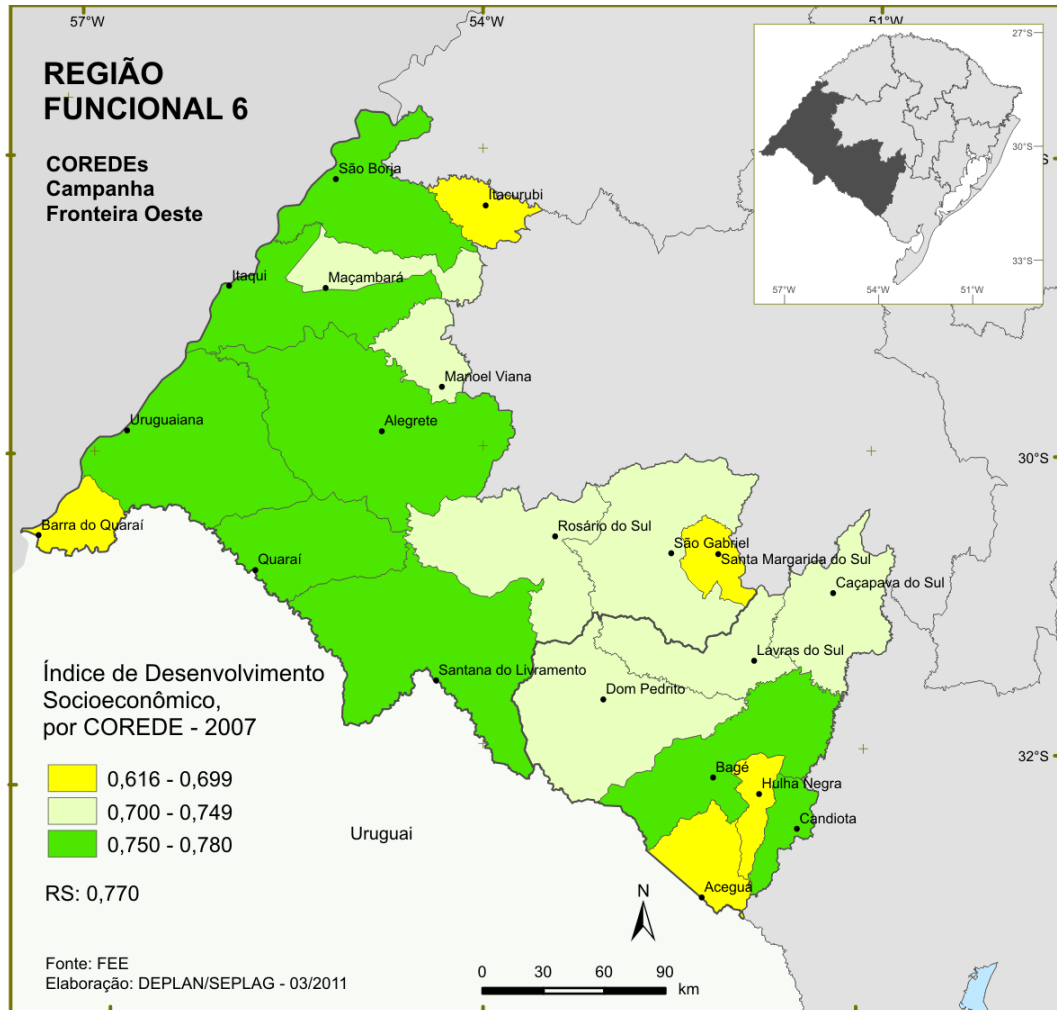 57°W
54°W
51°W
REGIÃO
FUNCIONAL 6
COREDEs
Campanha
Fronteira Oeste
27°S
30°S
33°S
57°W
54°W
51°W
São Borja
Itacurubi
Itaqui
Maçambará
Manoel Viana
Uruguaiana
Alegrete
30°S
Barra do Quaraí
Rosário do Sul
São Gabriel
Santa Margarida do Sul
Quaraí
Caçapava do Sul
Lavras do Sul
Santana do Livramento
Dom Pedrito
Índice de Desenvolvimento
Socioeconômico,
por COREDE - 2007
32°S
Bagé
Hulha Negra
0,616 - 0,699
0,700 - 0,749
0,750 - 0,780
Candiota
Uruguai
Aceguá
RS: 0,770
N
Fonte: FEE
Elaboração: DEPLAN/SEPLAG - 03/2011
0 30 60 90
km